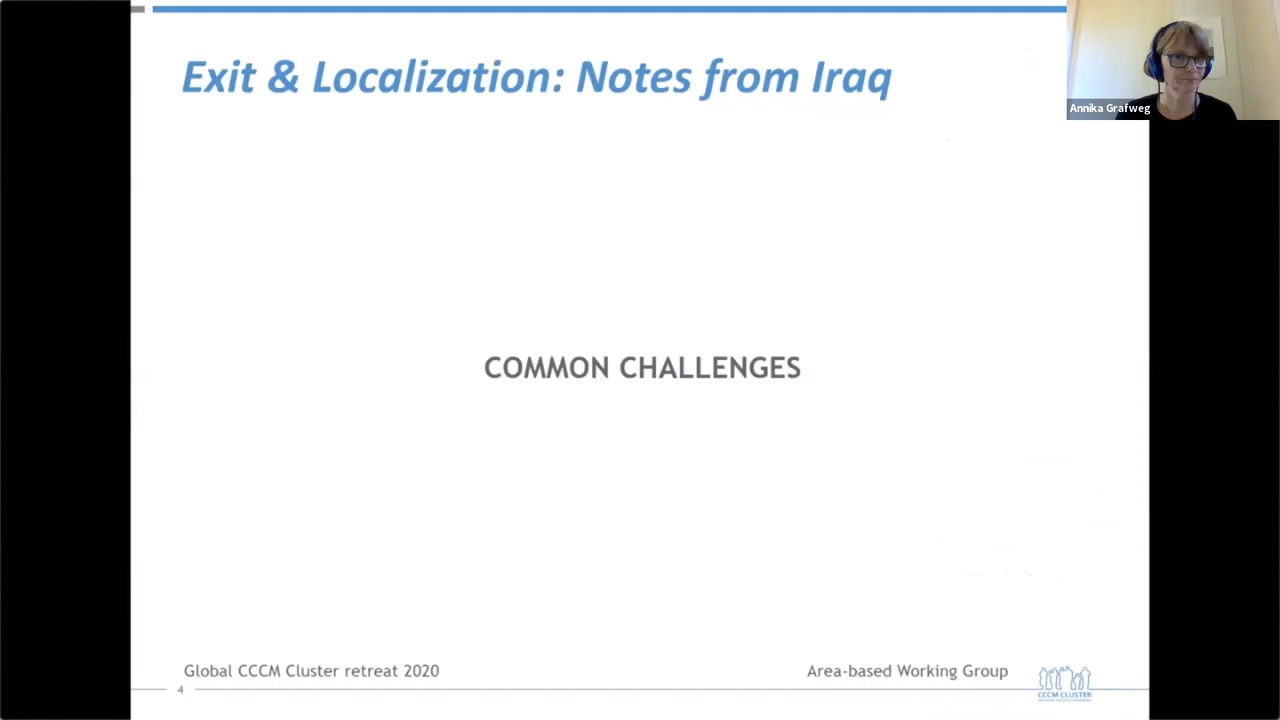 Exit & Localization: Notes from Iraq
Annika Grafweg
COMMON CHALLENGES
Global CCCM Cluster retreat 2020
Area-based Working Group
4
CCCM CLUSTER